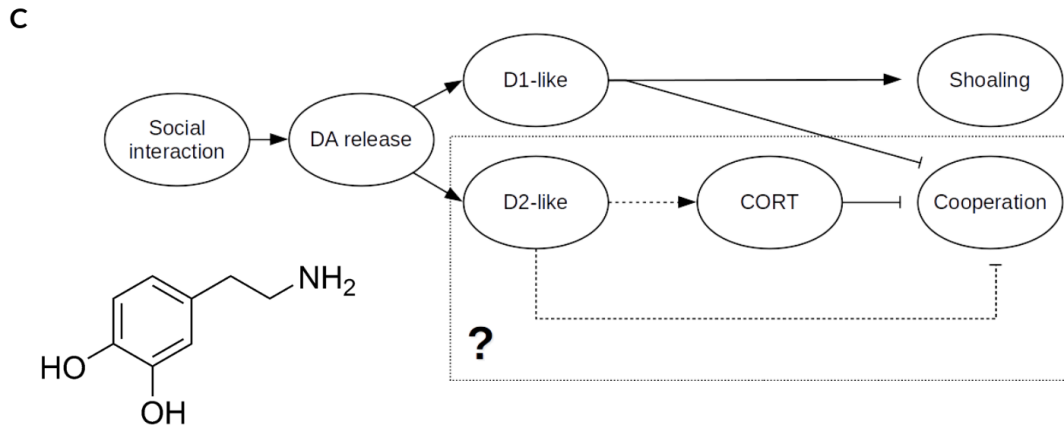 C
Social
interaction
DA release
D1-like
Shoaling
D2-like
CORT
Cooperation
?
NH2
HO
OH